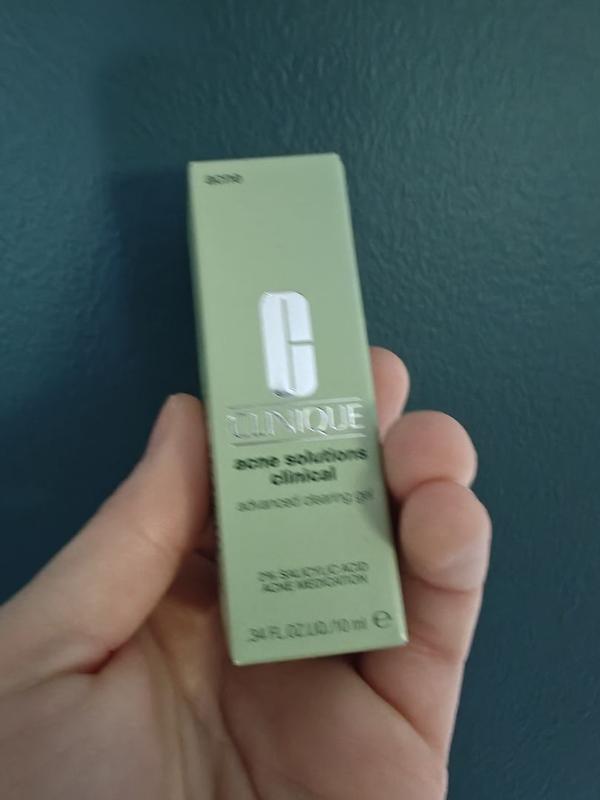 acne
CLINIQUE
acne solutions
clinical
advanced clearing gel
2% SALICYLIC ACID
ACNE MEDICATION
.34 FL.OZ.LIQ./10 ml ℮